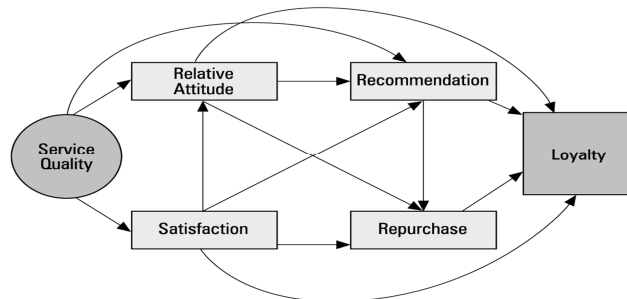 Relative
Attitude
Recommendation
Service
Quality
Loyalty
Satisfaction
Repurchase